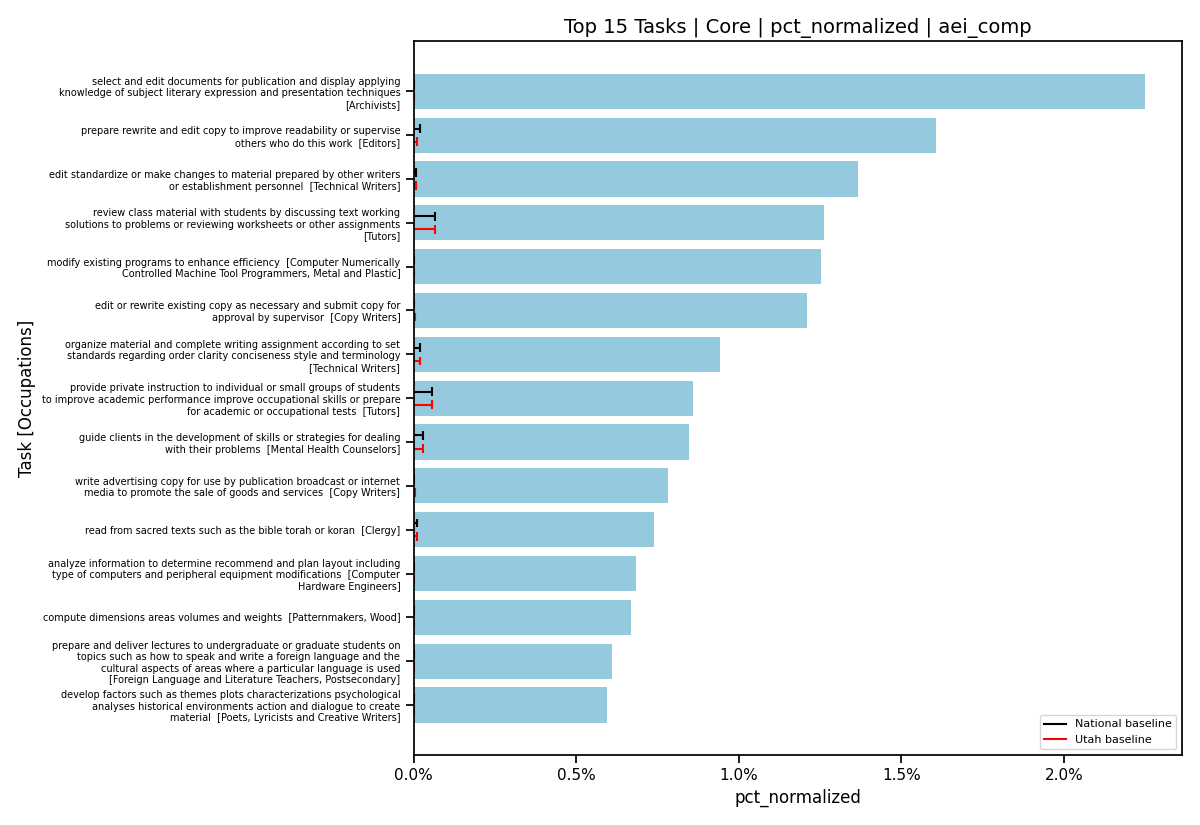 Top 15 Tasks | Core | pct_normalized | aei_comp
select and edit documents for publication and display applying
knowledge of subject literary expression and presentation techniques
[Archivists]
prepare rewrite and edit copy to improve readability or supervise
others who do this work  [Editors]
edit standardize or make changes to material prepared by other writers
or establishment personnel  [Technical Writers]
review class material with students by discussing text working
solutions to problems or reviewing worksheets or other assignments
[Tutors]
modify existing programs to enhance efficiency  [Computer Numerically
Controlled Machine Tool Programmers, Metal and Plastic]
edit or rewrite existing copy as necessary and submit copy for
approval by supervisor  [Copy Writers]
organize material and complete writing assignment according to set
standards regarding order clarity conciseness style and terminology
[Technical Writers]
provide private instruction to individual or small groups of students
to improve academic performance improve occupational skills or prepare
for academic or occupational tests  [Tutors]
guide clients in the development of skills or strategies for dealing
with their problems  [Mental Health Counselors]
write advertising copy for use by publication broadcast or internet
media to promote the sale of goods and services  [Copy Writers]
read from sacred texts such as the bible torah or koran  [Clergy]
analyze information to determine recommend and plan layout including
type of computers and peripheral equipment modifications  [Computer
Hardware Engineers]
compute dimensions areas volumes and weights  [Patternmakers, Wood]
prepare and deliver lectures to undergraduate or graduate students on
topics such as how to speak and write a foreign language and the
cultural aspects of areas where a particular language is used
[Foreign Language and Literature Teachers, Postsecondary]
develop factors such as themes plots characterizations psychological
analyses historical environments action and dialogue to create
material  [Poets, Lyricists and Creative Writers]
Task [Occupations]
National baseline
Utah baseline
0.0% 0.5% 1.0% 1.5% 2.0%
pct_normalized